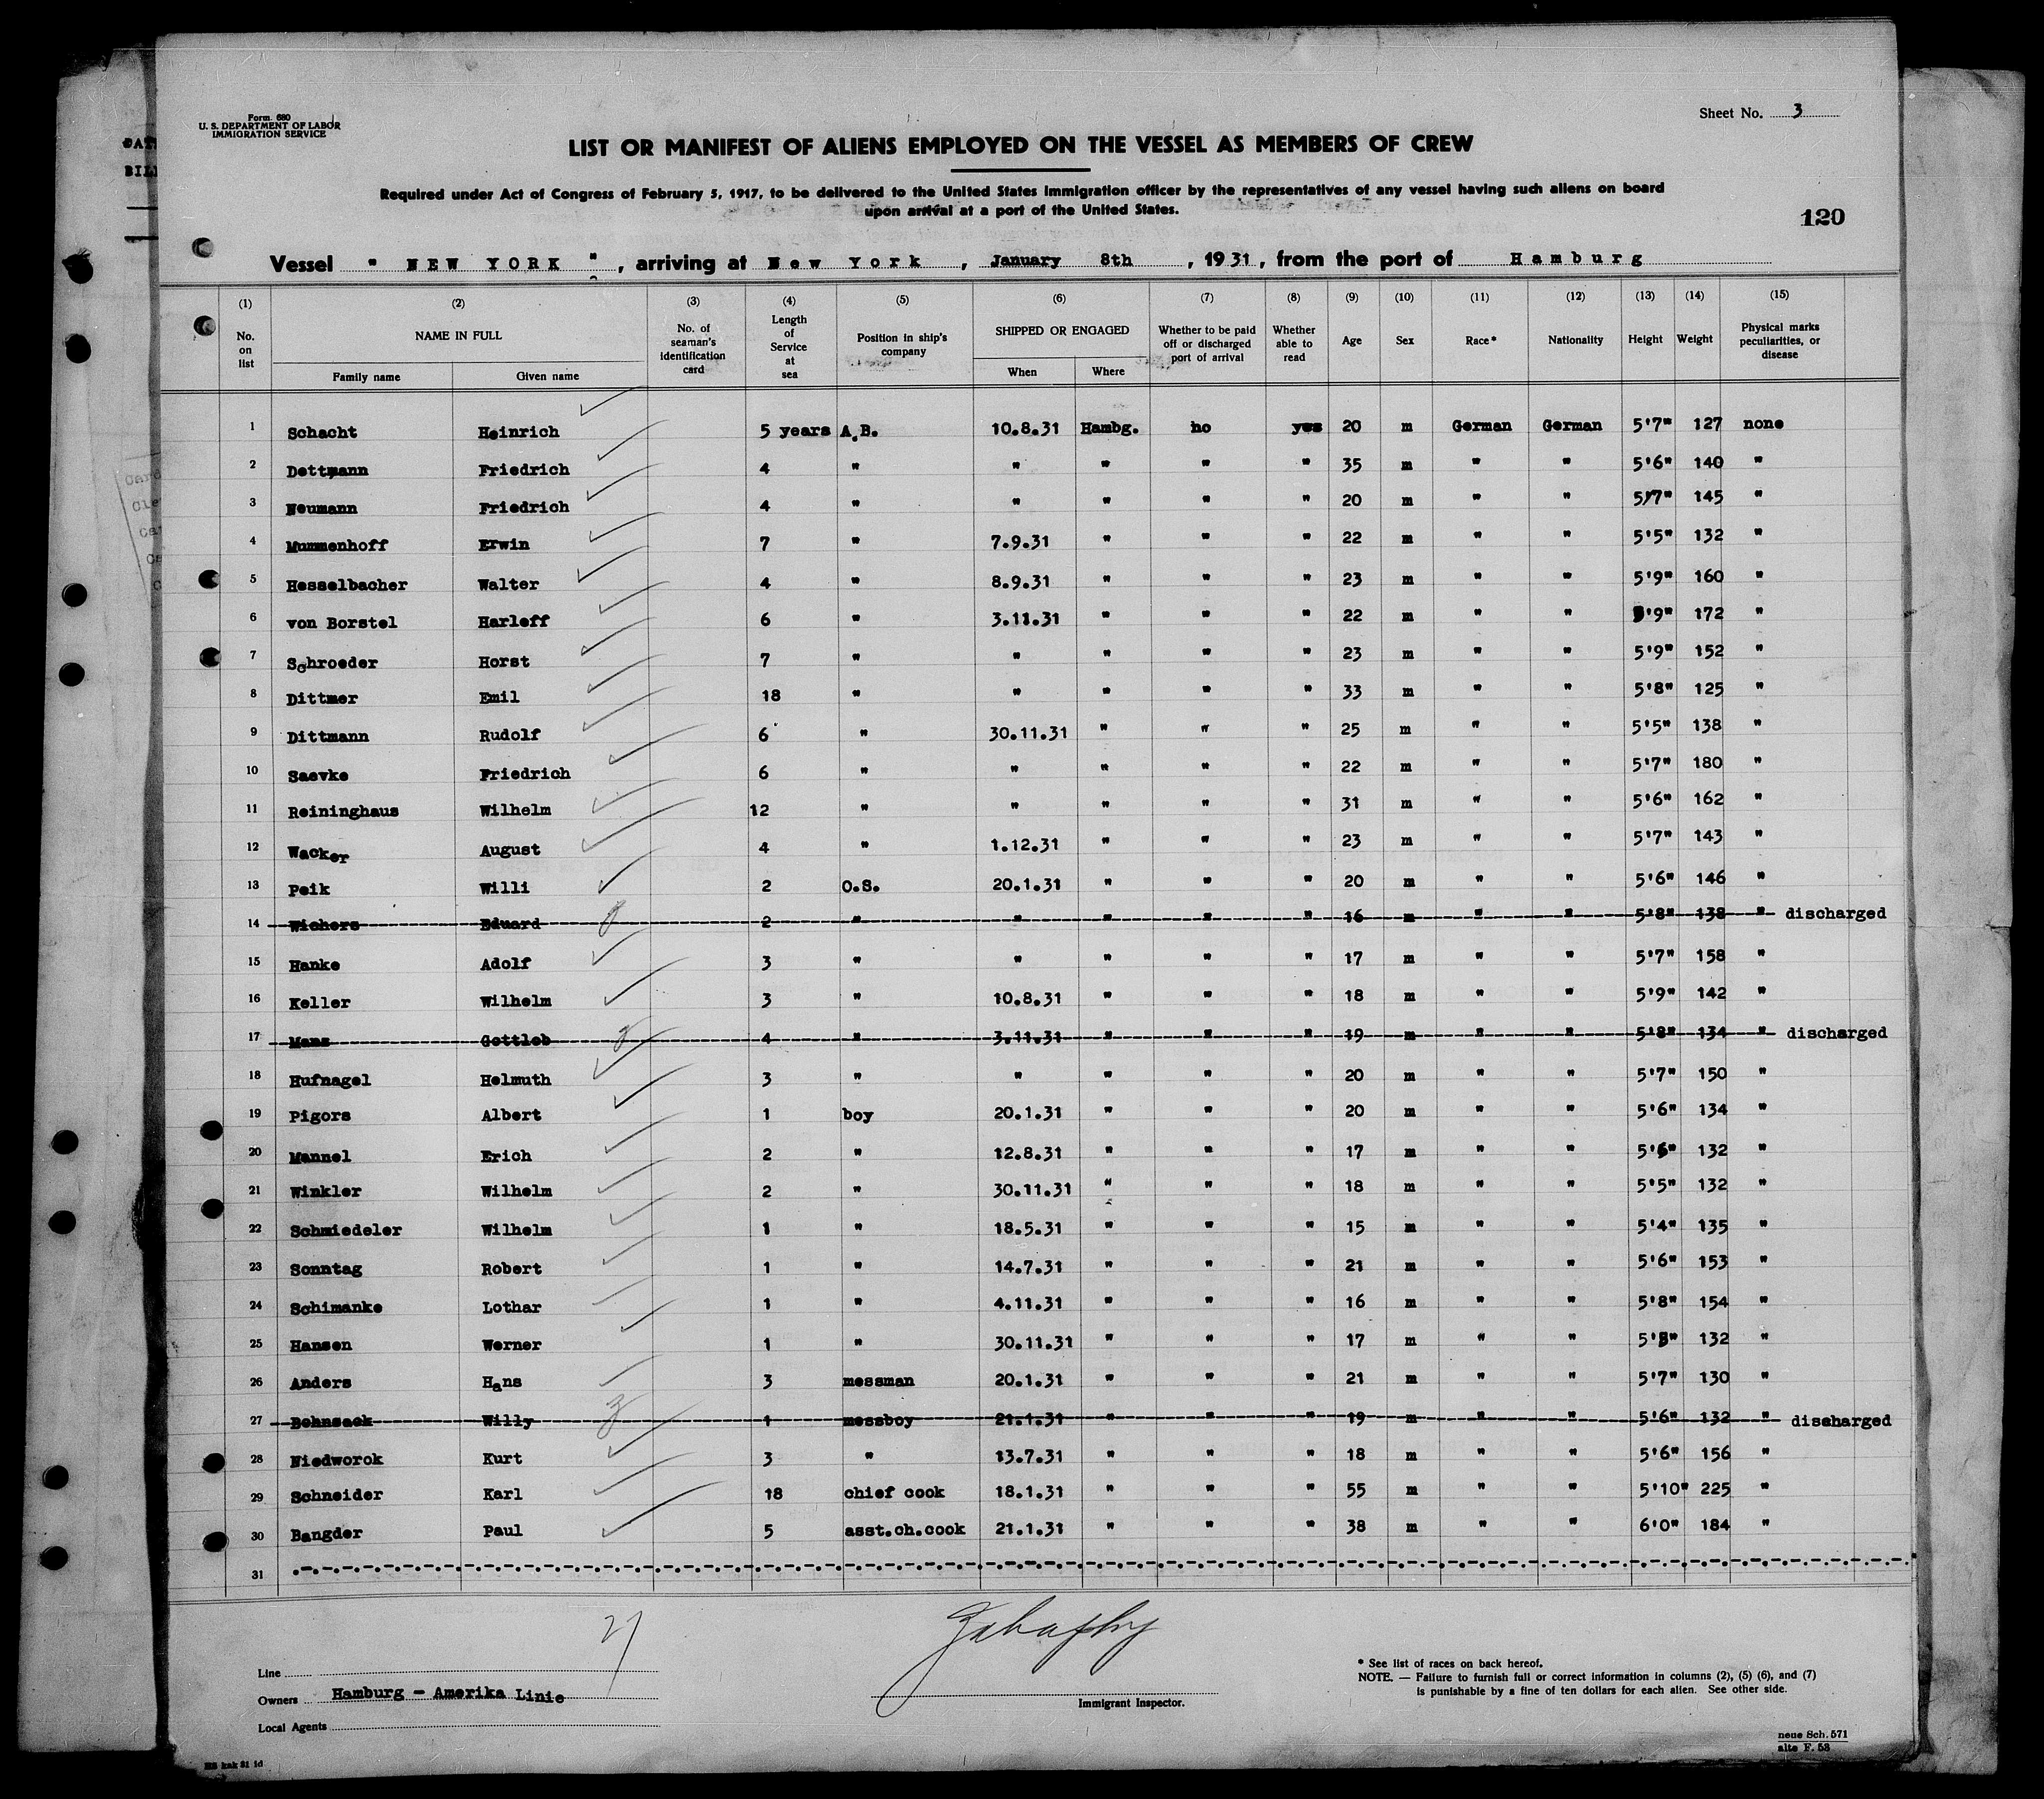 Form. 680
U. S. DEPARTMENT OF LABOR
IMMIGRATION SERVICE
Sheet No. 3
LIST OR MANIFEST OF ALIENS EMPLOYED ON THE VESSEL AS MEMBERS OF CREW
Required under Act of Congress of February 5, 1917, to be delivered to the United States Immigration officer by the representatives of any vessel having such aliens on board
upon arrival at a port of the United States.
120
Vessel " NEW YORK ", arriving at New York, January 8th, 1931, from the port of Hamburg
(1) (2) (3) (4) (5) (6) (7) (8) (9) (10) (11) (12) (13) (14) (15)
No. on list NAME IN FULL Family name Given name No. of seaman's identification card Length of Service at sea Position in ship's company SHIPPED OR ENGAGED When Where Whether to be paid off or discharged port of arrival Whether able to read Age Sex Race* Nationality Height Weight Physical marks peculiarities, or disease
1 Schacht Heinrich 5 years A.B. 10.8.31 Hambg. no yes 20 m German German 5'7" 127 none
2 Dettmann Friedrich 4 " " " " " 35 m " " 5'6" 140 "
3 Neumann Friedrich 4 " " " " " 20 m " " 5'7" 145 "
4 Mummenhoff Erwin 7 " 7.9.31 " " " 22 m " " 5'5" 132 "
5 Hesselbacher Walter 4 " 8.9.31 " " " 23 m " " 5'9" 160 "
6 von Borstel Harleff 6 " 3.11.31 " " " 22 m " " 5'9" 172 "
7 Schroeder Horst 7 " " " " " 23 m " " 5'9" 152 "
8 Dittmer Emil 18 " " " " " 33 m " " 5'8" 125 "
9 Dittmann Rudolf 6 " 30.11.31 " " " 25 m " " 5'5" 138 "
10 Saevke Friedrich 6 " " " " " 22 m " " 5'7" 180 "
11 Reininghaus Wilhelm 12 " " " " " 31 m " " 5'6" 162 "
12 Wacker August 4 " 1.12.31 " " " 23 m " " 5'7" 143 "
13 Peik Willi 2 O.S. 20.1.31 " " " 20 m " " 5'6" 146 "
14 Wichers Eduard 2 " " " " " 16 m " " 5'8" 138 " discharged
15 Hanke Adolf 3 " " " " " 17 m " " 5'7" 158 "
16 Keller Wilhelm 3 " 10.8.31 " " " 18 m " " 5'9" 142 "
17 Manz Gottlob 4 " 3.11.31 " " " 19 m " " 5'8" 134 " discharged
18 Hufnagel Helmuth 3 " " " " " 20 m " " 5'7" 150 "
19 Pigors Albert 1 boy 20.1.31 " " " 20 m " " 5'6" 134 "
20 Mannel Erich 2 " 12.8.31 " " " 17 m " " 5'6" 132 "
21 Winkler Wilhelm 2 " 30.11.31 " " " 18 m " " 5'5" 132 "
22 Schmiedeler Wilhelm 1 " 18.5.31 " " " 15 m " " 5'4" 135 "
23 Sonntag Robert 1 " 14.7.31 " " " 21 m " " 5'6" 153 "
24 Schimanke Lothar 1 " 4.11.31 " " " 16 m " " 5'8" 154 "
25 Hansen Werner 1 " 30.11.31 " " " 17 m " " 132 "
26 Anders Hans 3 messman 20.1.31 " " " 21 m " " 5'7" 130 "
27 Bohnsack Willy 1 messboy 21.1.31 " " " 19 m " " 5'6" 132 " discharged
28 Niedworok Kurt 3 " 13.7.31 " " " 18 m " " 5'6" 156 "
29 Schneider Karl 18 chief cook 18.1.31 " " " 55 m " " 5'10" 225 "
30 Bangder Paul 5 asst.ch.cook 21.1.31 " " " 38 m " " 6'0" 184 "
31
27
Line
Owners Hamburg - Amerika Linie
Local Agents
Immigrant Inspector.
* See list of races on back hereof.
NOTE. — Failure to furnish full or correct information in columns (2), (5) (6), and (7)
is punishable by a fine of ten dollars for each alien. See other side.
neue Sch. 571
alte F. 53